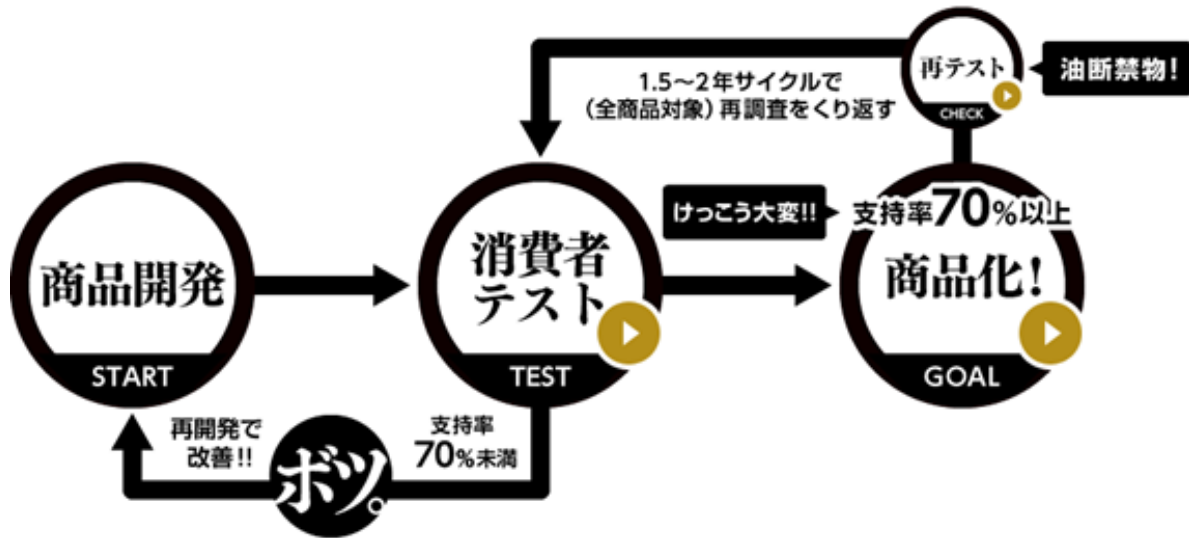 再テスト
CHECK
油断禁物!
1.5〜2年サイクルで
(全商品対象)再調査をくり返す
けっこう大変!!
支持率70%以上
商品開発
START
消費者
テスト
TEST
商品化!
GOAL
再開発で
改善!!
ボツ。
支持率
70%未満